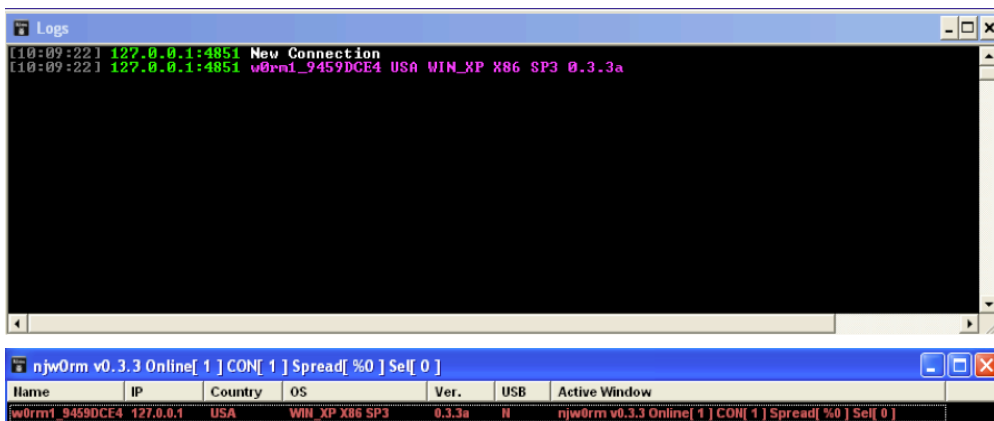 Logs
[10:09:22] 127.0.0.1:4851 New Connection
[10:09:22] 127.0.0.1:4851 w0rm1_9459DCE4 USA WIN_XP X86 SP3 0.3.3a
njw0rm v0.3.3 Online[ 1 ] CON[ 1 ] Spread[ %0 ] Sel[ 0 ]
Name IP Country OS Ver. USB Active Window
w0rm1_9459DCE4 127.0.0.1 USA WIN_XP X86 SP3 0.3.3a N njw0rm v0.3.3 Online[ 1 ] CON[ 1 ] Spread[ %0 ] Sel[ 0 ]